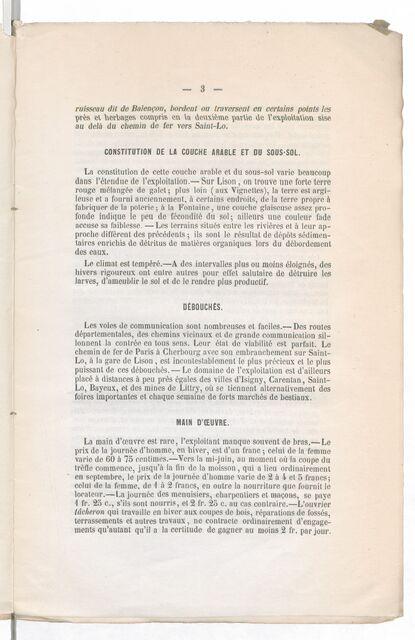 — 3 —
ruisseau dit de Balençon, bordent ou traversent en certains points les
près et herbages compris en la deuxième partie de l'exploitation sise
au delà du chemin de fer vers Saint-Lo.
CONSTITUTION DE LA COUCHE ARABLE ET DU SOUS-SOL.
La constitution de cette couche arable et du sous-sol varie beaucoup
dans l'étendue de l'exploitation.— Sur Lison, on trouve une forte terre
rouge mélangée de galet; plus loin (aux Vignettes), la terre est argi-
leuse et a fourni anciennement, à certains endroits, de la terre propre à
fabriquer de la poterie; à la Fontaine, une couche glaiseuse assez pro-
fonde indique le peu de fécondité du sol; ailleurs une couleur fade
accuse sa faiblesse. — Les terrains situés entre les rivières et à leur ap-
proche diffèrent des précédents; ils sont le résultat de dépôts sédimen-
taires enrichis de détritus de matières organiques lors du débordement
des eaux.
Le climat est tempéré.—A des intervalles plus ou moins éloignés, des
hivers rigoureux ont entre autres pour effet salutaire de détruire les
larves, d'ameublir le sol et de le rendre plus productif.
DÉBOUCHÉS.
Les voies de communication sont nombreuses et faciles.— Des routes
départementales, des chemins vicinaux et de grande communication sil-
lonnent la contrée en tous sens. Leur état de viabilité est parfait. Le
chemin de fer de Paris à Cherbourg avec son embranchement sur Saint-
Lo, à la gare de Lison, est incontestablement le plus précieux et le plus
puissant de ces débouchés.— Le domaine de l'exploitation est d'ailleurs
placé à distances à peu près égales des villes d'Isigny, Carentan, Saint-
Lo, Bayeux, et des mines de Littry, où se tiennent alternativement des
foires importantes et chaque semaine de forts marchés de bestiaux.
MAIN D'ŒUVRE.
La main d'œuvre est rare, l'exploitant manque souvent de bras.—Le
prix de la journée d'homme, en hiver, est d'un franc; celui de la femme
varie de 60 à 75 centimes.—Vers la mi-juin, au moment où la coupe du
trèfle commence, jusqu'à la fin de la moisson, qui a lieu ordinairement
en septembre, le prix de la journée d'homme varie de 2 à 4 et 5 francs;
celui de la femme, de 1 à 2 francs, en outre la nourriture que fournit le
locateur.—La journée des menuisiers, charpentiers et maçons, se paye
1 fr. 25 c., s'ils sont nourris, et 2 fr. 25 c. au cas contraire.—L'ouvrier
tâcheron qui travaille en hiver aux coupes de bois, réparations de fossés,
terrassements et autres travaux, ne contracte ordinairement d'engage-
ments qu'autant qu'il a la certitude de gagner au moins 2 fr. par jour.